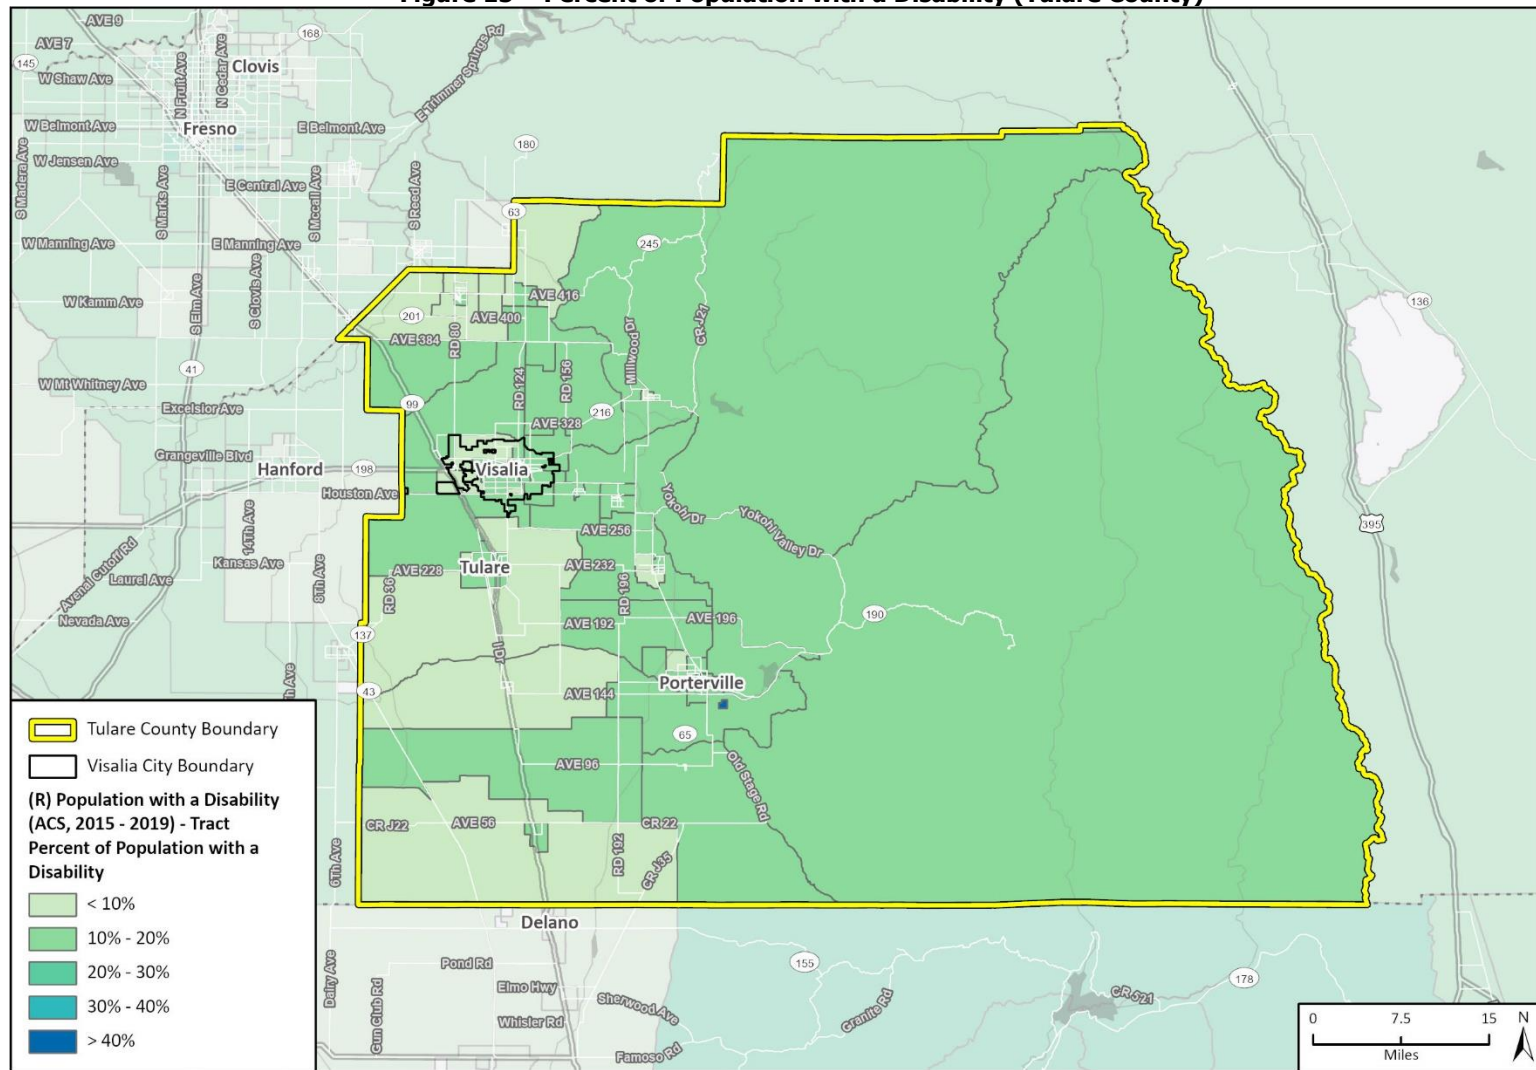 Figure 25 - Percent of Population with a Disability (Tulare County)
AVE 9
AVE 7
168
145
Clovis
W Shaw Ave
N Fruit Ave
N Cedar Ave
E Trimmer Springs Rd
W Belmont Ave
Fresno
E Belmont Ave
180
W Jensen Ave
S Madera Ave
S Marks Ave
E Central Ave
S Mccall Ave
S Reed Ave
63
W Manning Ave
E Manning Ave
245
W Kamm Ave
S Elm Ave
S Clovis Ave
201
AVE 416
AVE 400
RD 80
AVE 384
Millwood Dr
CR J21
136
41
W Mt Whitney Ave
Excelsior Ave
99
RD 124
RD 156
216
AVE 328
Grangeville Blvd
Hanford
198
Visalia
Houston Ave
14Th Ave
Yokohl Dr
Yokohl Valley Dr
395
AVE 256
Avenal Cutoff Rd
Kansas Ave
8Th Ave
Laurel Ave
AVE 228
Tulare
AVE 232
RD 36
RD 196
Nevada Ave
137
AVE 192
AVE 196
190
I Dr
43
AVE 144
Porterville
65
AVE 96
Old Stage Rd
CR J22
AVE 56
CR 22
6Th Ave
RD 192
CR J35
Delano
Dairy Ave
Gun Club Rd
Pond Rd
Elmo Hwy
Whisler Rd
Sherwood Ave
Famoso Rd
155
Granite Rd
CR 521
178
Tulare County Boundary
Visalia City Boundary
(R) Population with a Disability
(ACS, 2015 - 2019) - Tract
Percent of Population with a
Disability
< 10%
10% - 20%
20% - 30%
30% - 40%
> 40%
0 7.5 15
Miles
N